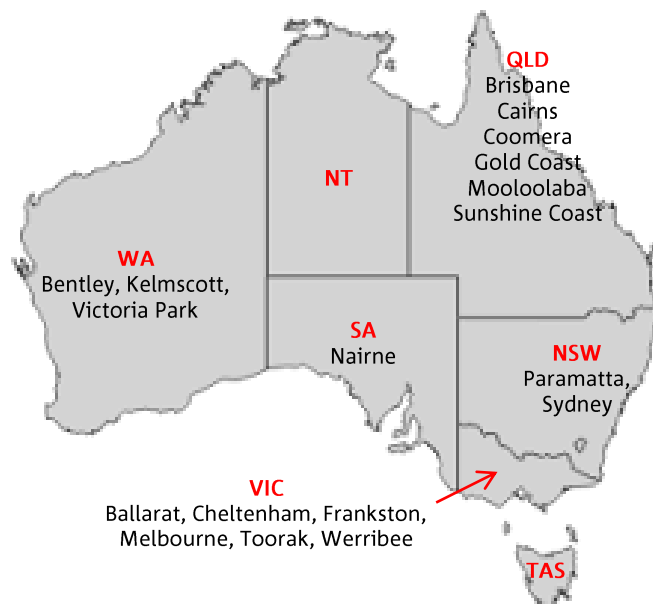 QLD
Brisbane
Cairns
Coomera
Gold Coast
Mooloolaba
Sunshine Coast
NT
WA
Bentley, Kelmscott,
Victoria Park
SA
Nairne
NSW
Paramatta,
Sydney
VIC
Ballarat, Cheltenham, Frankston,
Melbourne, Toorak, Werribee
TAS